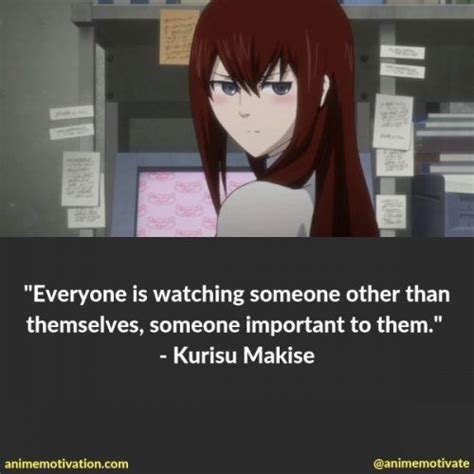 "Everyone is watching someone other than
themselves, someone important to them."
- Kurisu Makise
animemotivation.com
@animemotivate